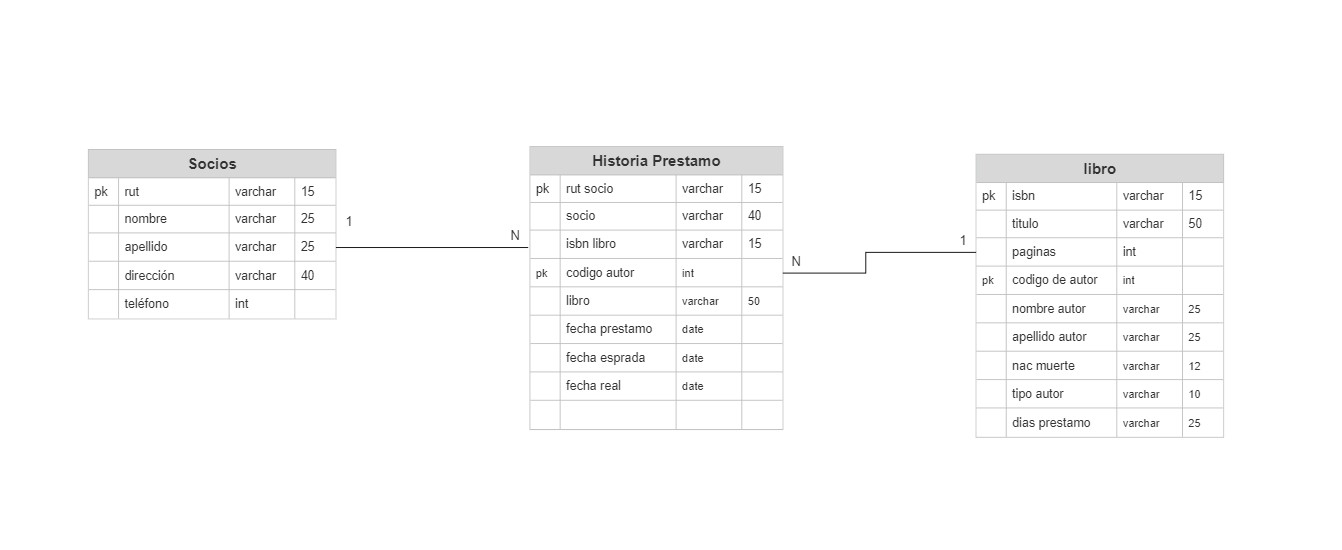 Socios
pk rut varchar 15
nombre varchar 25
apellido varchar 25
dirección varchar 40
teléfono int
1
N
Historia Prestamo
pk rut socio varchar 15
socio varchar 40
isbn libro varchar 15
pk codigo autor int
libro varchar 50
fecha prestamo date
fecha esprada date
fecha real date
N
1
libro
pk isbn varchar 15
titulo varchar 50
paginas int
pk codigo de autor int
nombre autor varchar 25
apellido autor varchar 25
nac muerte varchar 12
tipo autor varchar 10
dias prestamo varchar 25